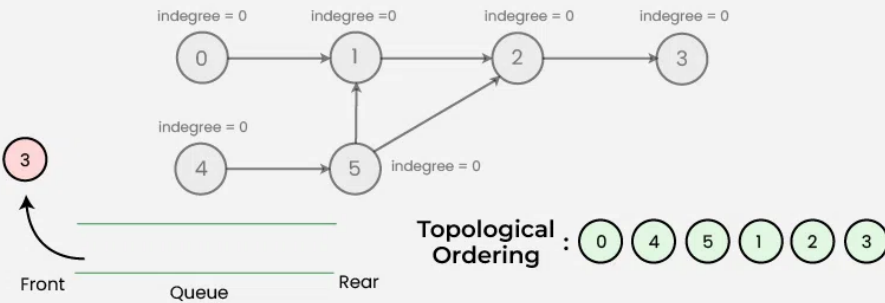 indegree = 0
indegree =0
indegree = 0
indegree = 0
0
1
2
3
indegree = 0
3
4
5
indegree = 0
Topological
Ordering
: 0 4 5 1 2 3
Front
Queue
Rear